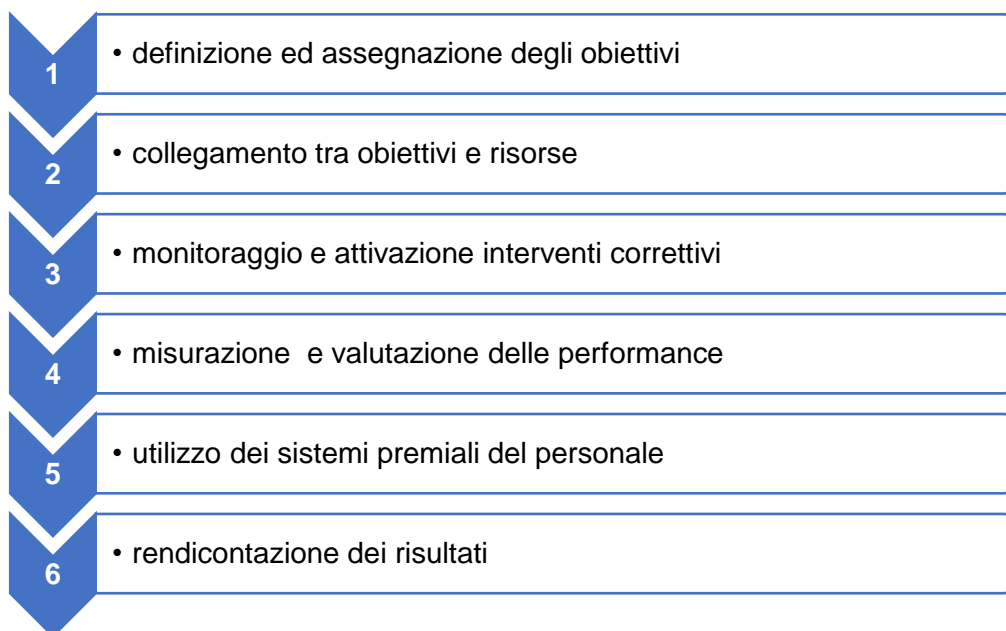 1 • definizione ed assegnazione degli obiettivi
2 • collegamento tra obiettivi e risorse
3 • monitoraggio e attivazione interventi correttivi
4 • misurazione  e valutazione delle performance
5 • utilizzo dei sistemi premiali del personale
6 • rendicontazione dei risultati